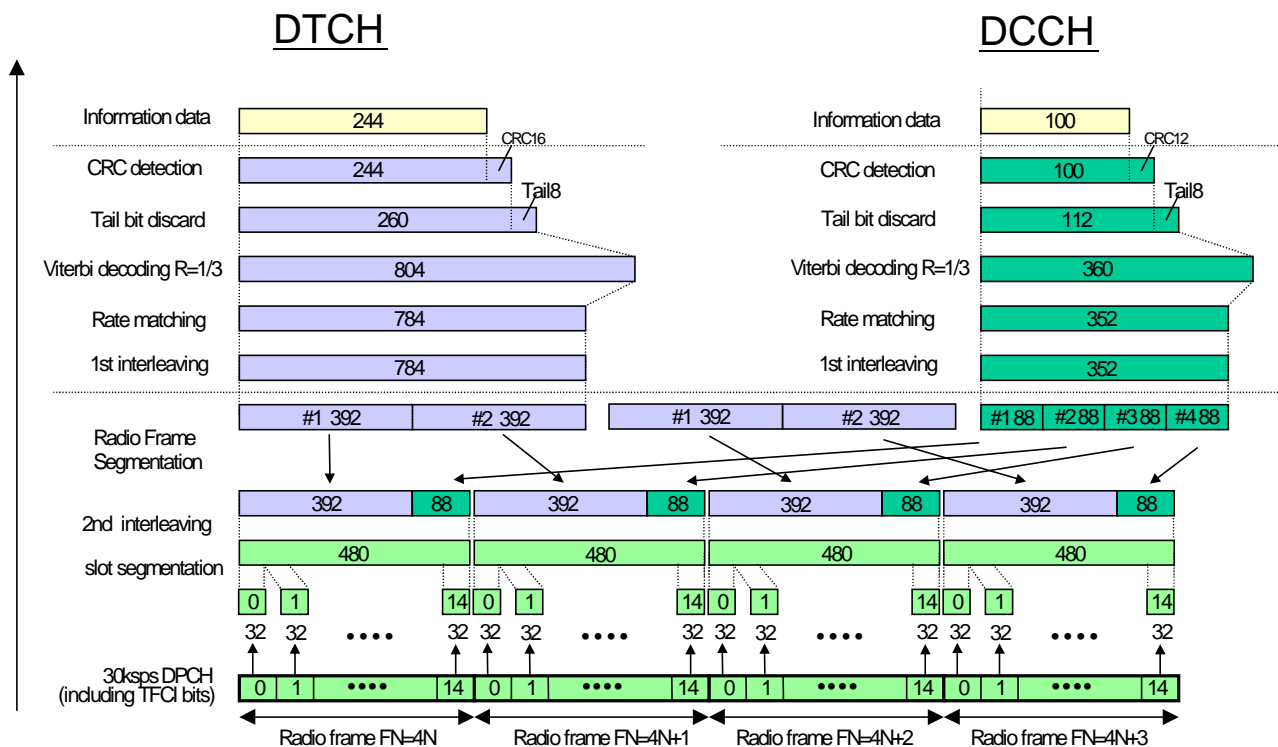 DTCH DCCH
Information data 244 Information data 100
CRC16 CRC12
CRC detection 244 CRC detection 100
Tail8 Tail8
Tail bit discard 260 Tail bit discard 112
Viterbi decoding R=1/3 804 Viterbi decoding R=1/3 360
Rate matching 784 Rate matching 352
1st interleaving 784 1st interleaving 352
#1 392 #2 392 #1 392 #2 392 #1 88 #2 88 #3 88 #4 88
Radio Frame
Segmentation
392 88 392 88 392 88 392 88
2nd interleaving
480 480 480 480
slot segmentation
0 1 14 0 1 14 0 1 14 0 1 14
32 32 •••• 32 32 32 •••• 32 32 32 •••• 32 32 32 •••• 32
30ksps DPCH
(including TFCI bits)
0 1 •••• 14 0 1 •••• 14 0 1 •••• 14 0 1 •••• 14
Radio frame FN=4N Radio frame FN=4N+1 Radio frame FN=4N+2 Radio frame FN=4N+3